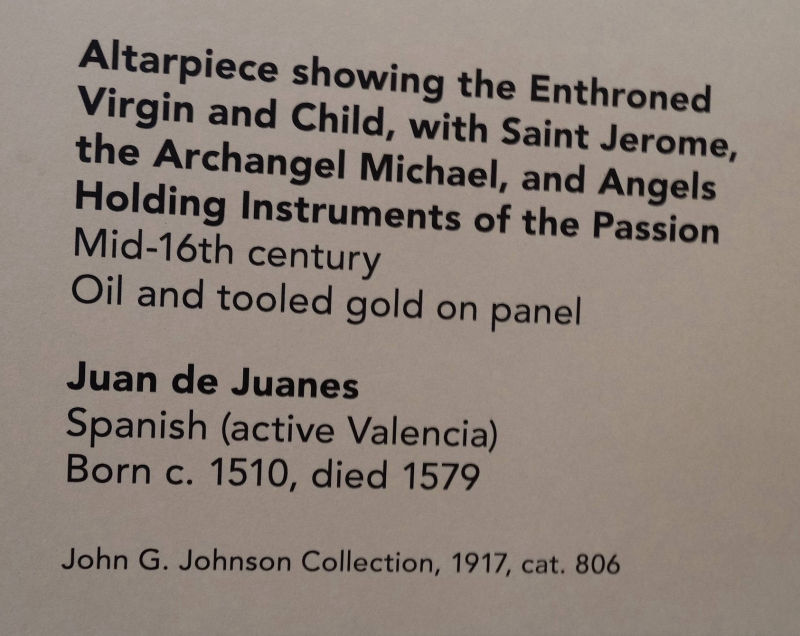 Altarpiece showing the Enthroned
Virgin and Child, with Saint Jerome,
the Archangel Michael, and Angels
Holding Instruments of the Passion
Mid-16th century
Oil and tooled gold on panel
Juan de Juanes
Spanish (active Valencia)
Born c. 1510, died 1579
John G. Johnson Collection, 1917, cat. 806